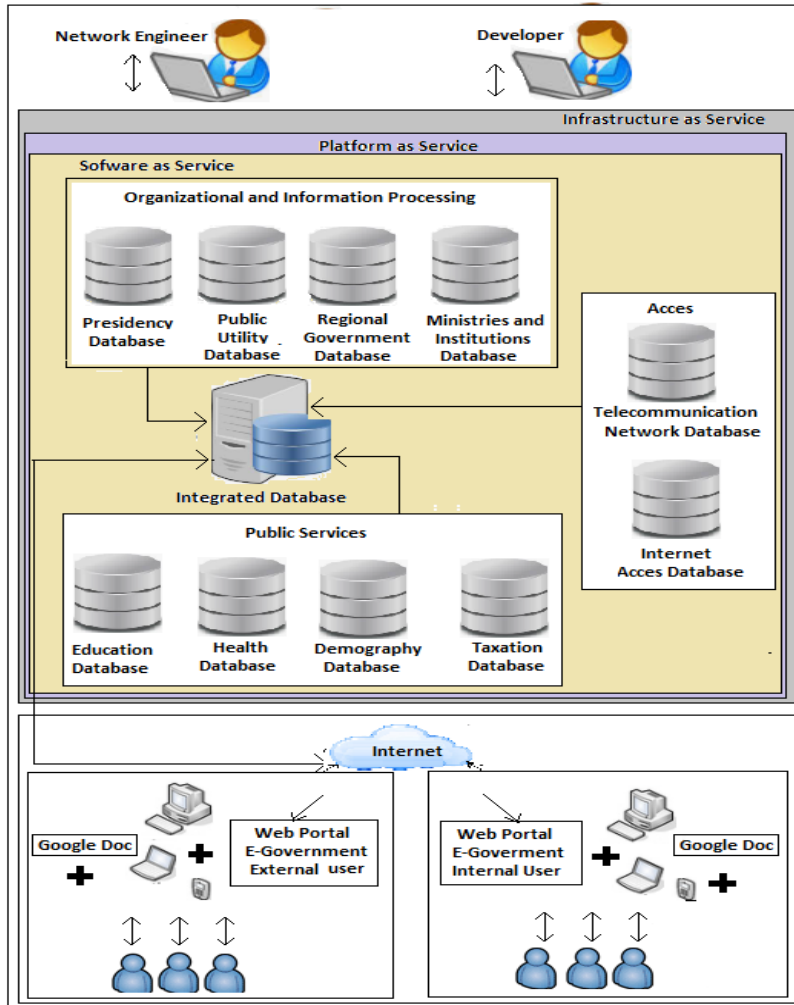 Network Engineer
Developer
Infrastructure as Service
Platform as Service
Sofware as Service
Organizational and Information Processing
Presidency
Database
Public
Utility
Database
Regional
Government
Database
Ministries and
Institutions
Database
Acces
Telecommunication
Network Database
Internet
Acces Database
Integrated Database
Public Services
Education
Database
Health
Database
Demography
Database
Taxation
Database
Internet
Google Doc
Web Portal
E-Government
External user
Web Portal
E-Goverment
Internal User
Google Doc